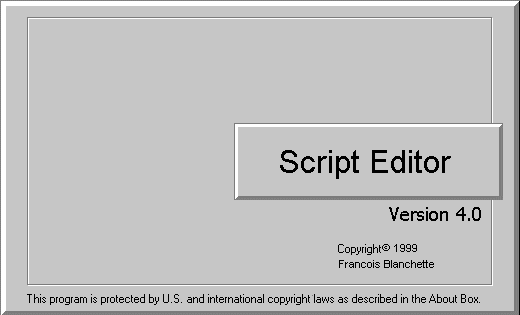 Script Editor
Version 4.0
Copyright© 1999
Francois Blanchette
This program is protected by U.S. and international copyright laws as described in the About Box.